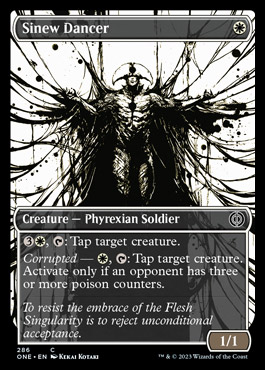 Sinew Dancer
Creature — Phyrexian Soldier
3, : Tap target creature.
Corrupted — , : Tap target creature.
Activate only if an opponent has three
or more poison counters.
To resist the embrace of the Flesh
Singularity is to reject unconditional
acceptance.
1/1
286 C
ONE • EN KEKAI KOTAKI
™ & © 2023 Wizards of the Coast